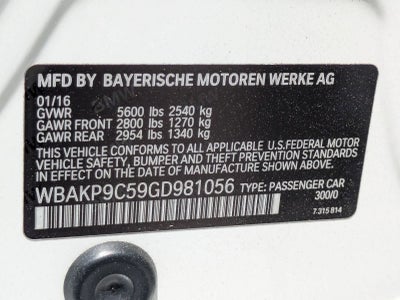 MFD BY BAYERISCHE MOTOREN WERKE AG
01/16
GVWR 5600 lbs 2540 kg
GAWR FRONT 2800 lbs 1270 kg
GAWR REAR 2954 lbs 1340 kg
THIS VEHICLE CONFORMS TO ALL APPLICABLE U.S.FEDERAL MOTOR
VEHICLE SAFETY, BUMPER, AND THEFT PREVENTION STANDARDS
IN EFFECT ON THE DATE OF MANUFACTURE SHOWN ABOVE.
WBAKP9C59GD981056 TYPE: PASSENGER CAR
300/0
7 315 814